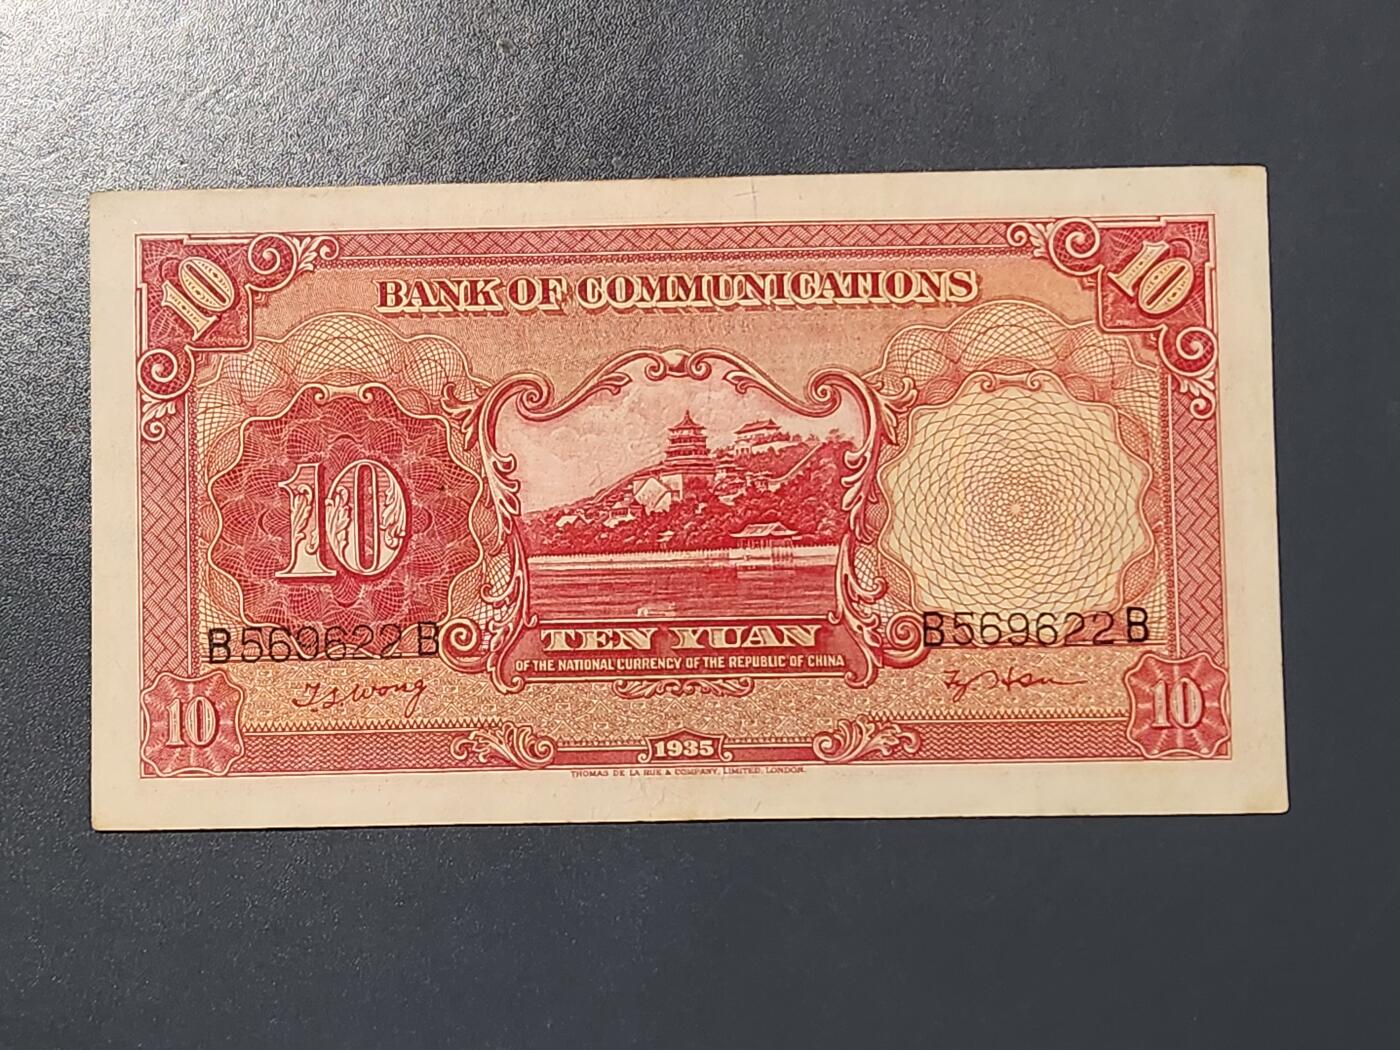 10 10
BANK OF COMMUNICATIONS
10
B569622B B569622B
TEN YUAN
OF THE NATIONAL CURRENCY OF THE REPUBLIC OF CHINA
T.S. Wong
10 10
1935
THOMAS DE LA RUE & COMPANY, LIMITED, LONDON.